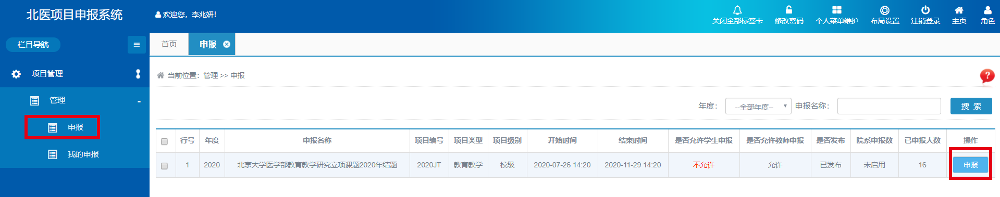 北医项目申报系统
欢迎您，李兆妍!
关闭全部标签卡
修改密码
个人菜单维护
布局设置
注销登录
主页
角色
栏目导航
首页
申报
项目管理
当前位置：管理 >> 申报
?
管理
-
年度：
--全部年度--
申报名称：
搜 索
申报
我的申报
行号 年度 申报名称 项目编号 项目类型 项目级别 开始时间 结束时间 是否允许学生申报 是否允许教师申报 是否发布 院系申报数 已申报人数 操作
1 2020 北京大学医学部教育教学研究立项课题2020年结题 2020JT 教育教学 校级 2020-07-26 14:20 2020-11-29 14:20 不允许 允许 已发布 未启用 16 申报